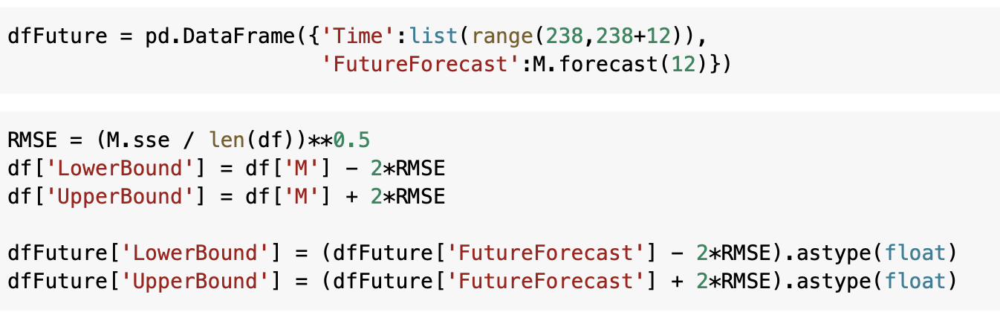 dfFuture = pd.DataFrame({'Time':list(range(238,238+12)),
                         'FutureForecast':M.forecast(12)})
RMSE = (M.sse / len(df))**0.5
df['LowerBound'] = df['M'] - 2*RMSE
df['UpperBound'] = df['M'] + 2*RMSE
dfFuture['LowerBound'] = (dfFuture['FutureForecast'] - 2*RMSE).astype(float)
dfFuture['UpperBound'] = (dfFuture['FutureForecast'] + 2*RMSE).astype(float)